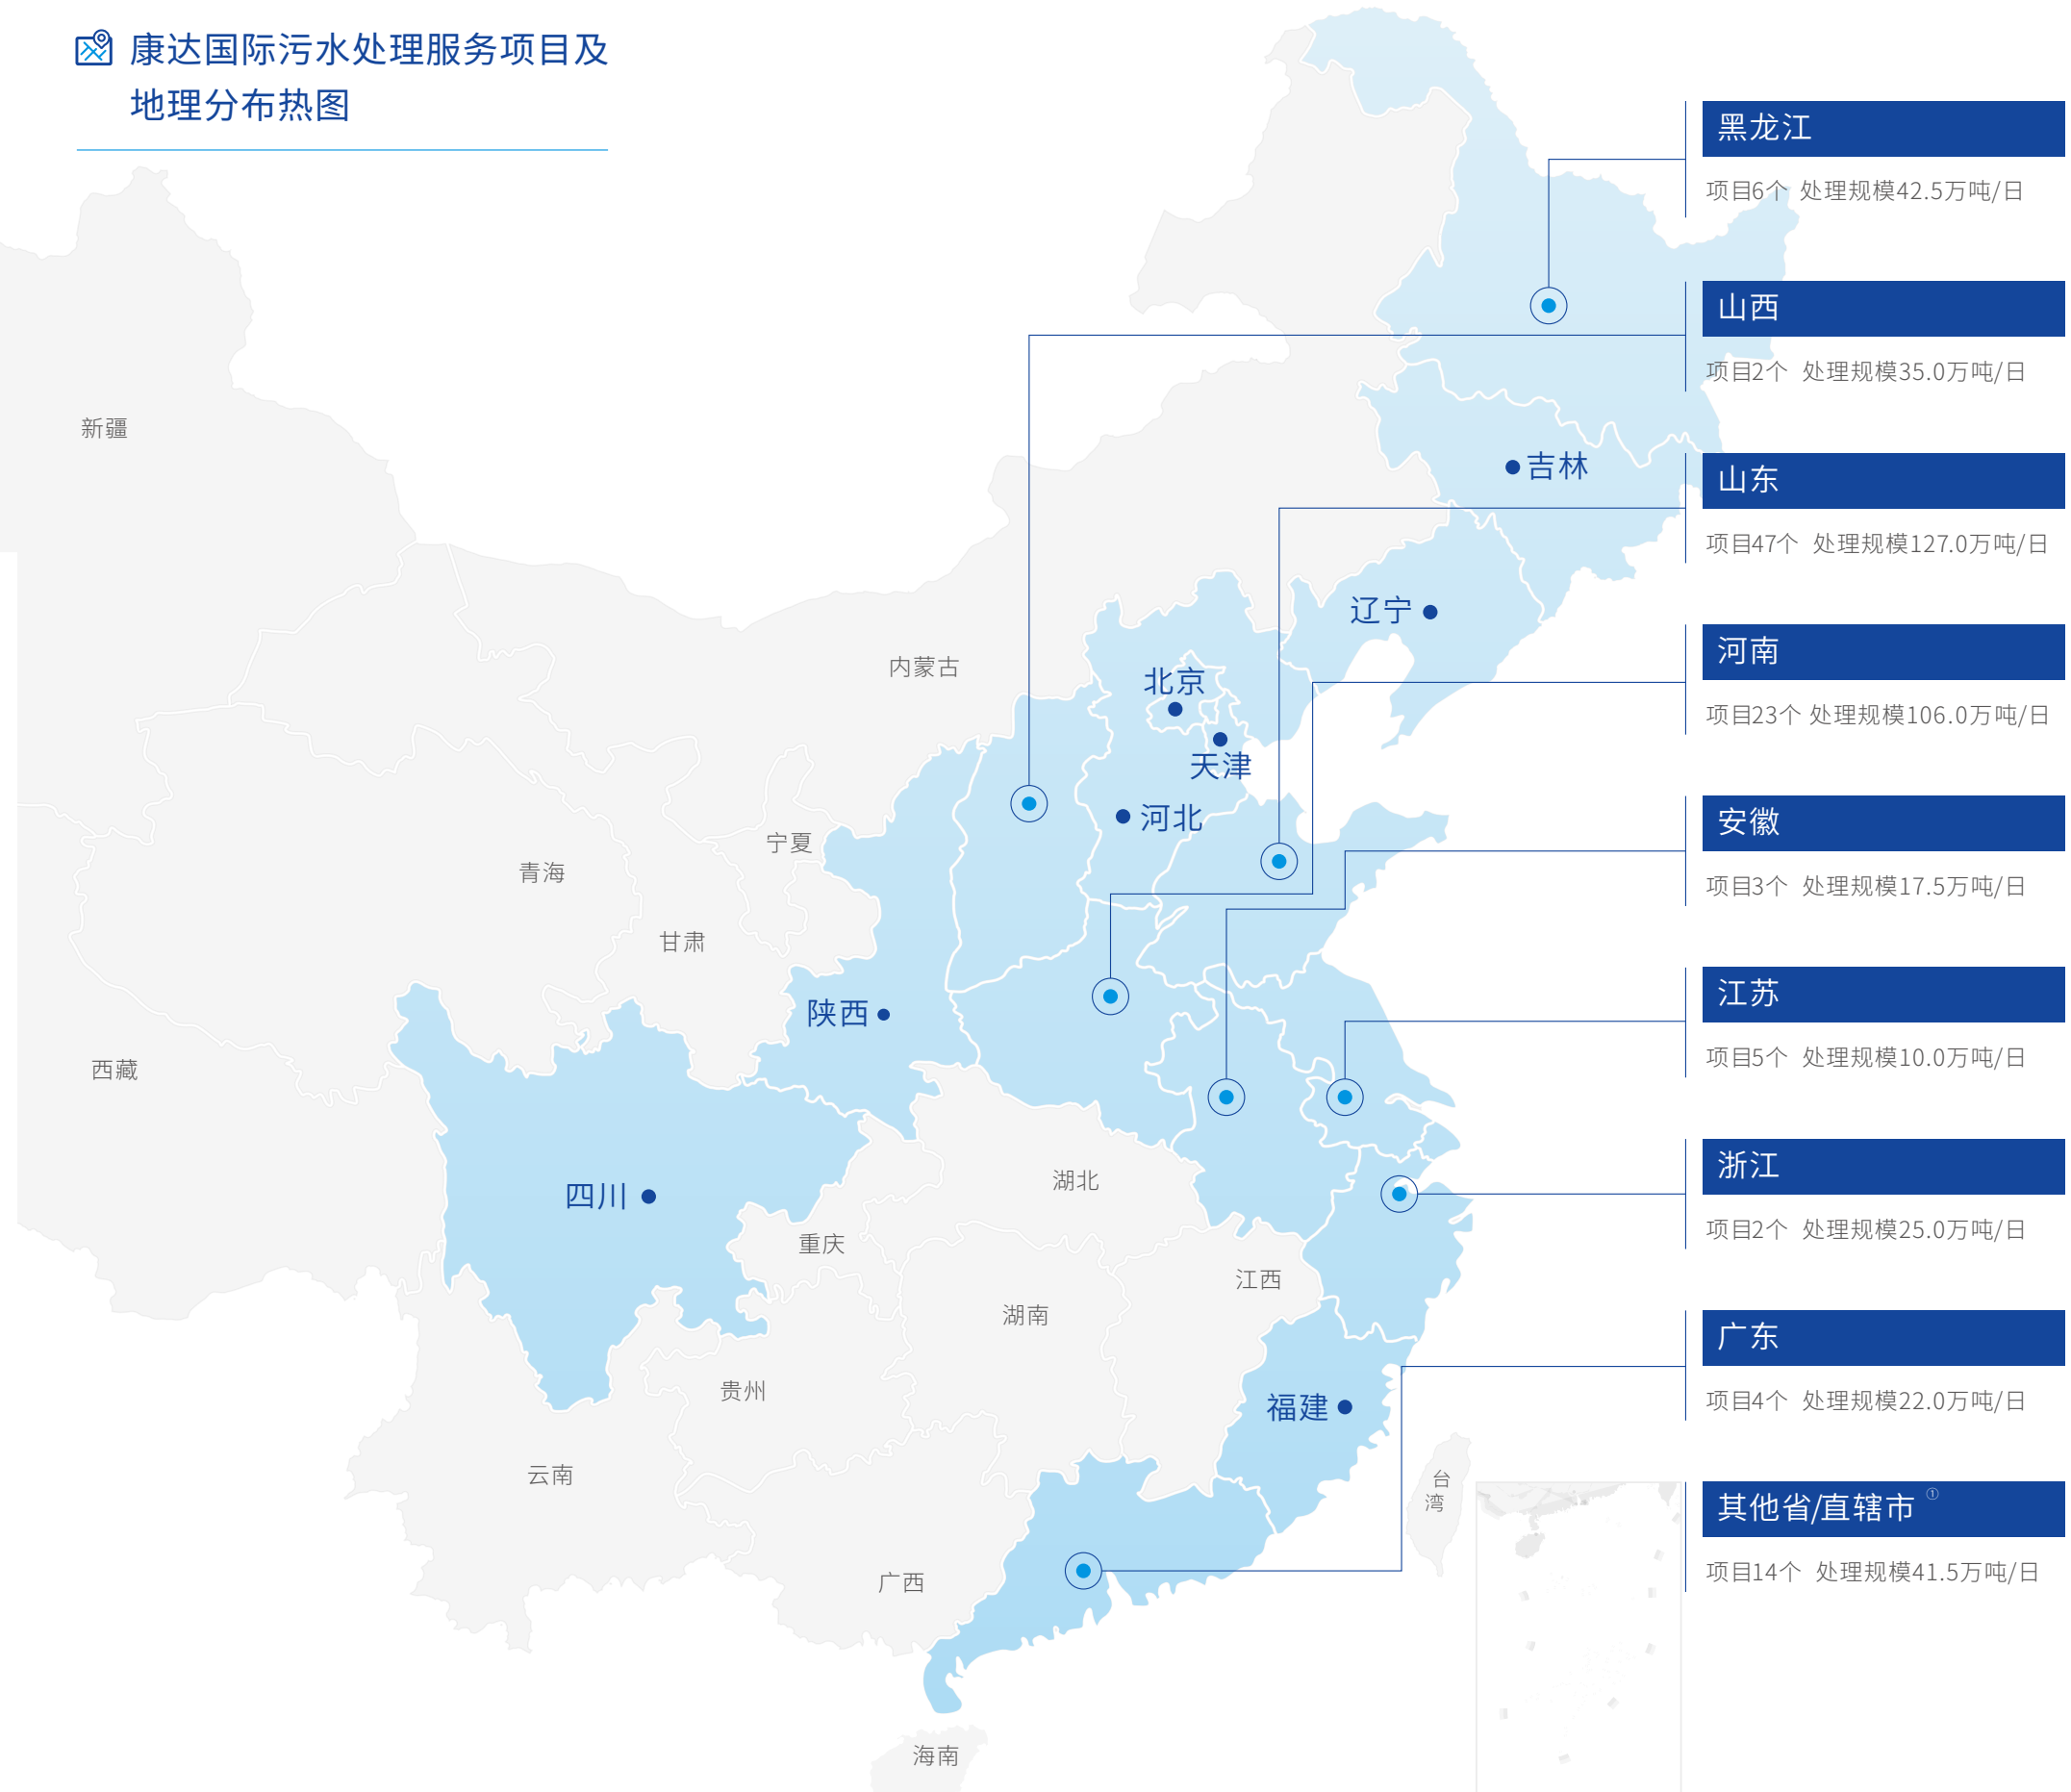 康达国际污水处理服务项目及
地理分布热图
黑龙江
项目6个 处理规模42.5万吨/日
山西
项目2个 处理规模35.0万吨/日
山东
项目47个 处理规模127.0万吨/日
河南
项目23个 处理规模106.0万吨/日
安徽
项目3个 处理规模17.5万吨/日
江苏
项目5个 处理规模10.0万吨/日
浙江
项目2个 处理规模25.0万吨/日
广东
项目4个 处理规模22.0万吨/日
其他省/直辖市 ①
项目14个 处理规模41.5万吨/日
新疆
吉林
辽宁
内蒙古
北京
天津
河北
宁夏
青海
甘肃
陕西
西藏
湖北
四川
重庆
江西
湖南
贵州
福建
云南
台
湾
广西
海南